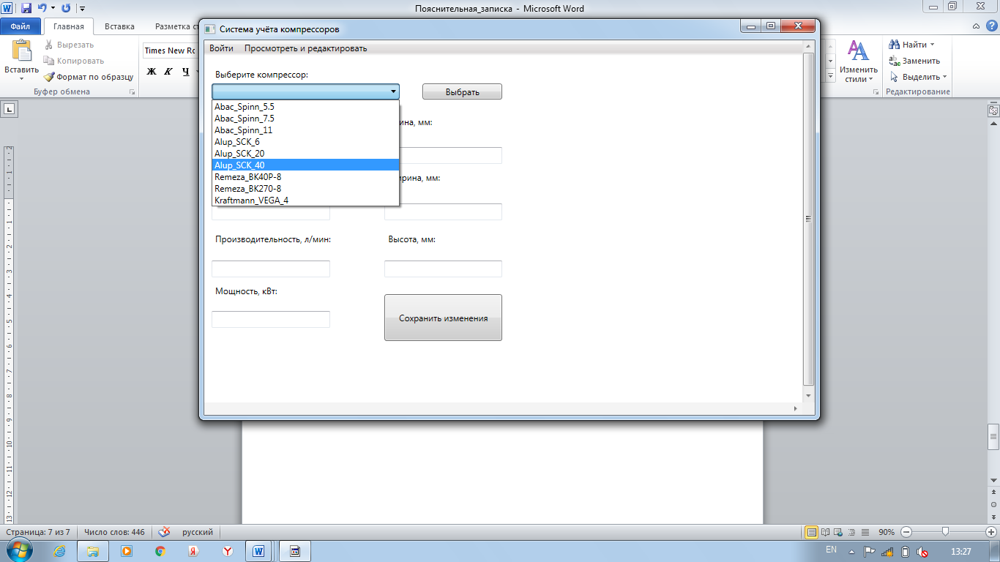 Пояснительная_записка - Microsoft Word
Файл
Главная
Вставка
Разметка
Вставить
Вырезать
Копировать
Формат по образцу
Буфер обмена
Times New
Ж К Ч
Найти
Заменить
Выделить
Изменить
стили
Редактирование
Система учёта компрессоров
Войти Просмотреть и редактировать
Выберите компрессор:
Выбрать
Abac_Spinn_5.5
Abac_Spinn_7.5
Abac_Spinn_11
Alup_SCK_6
Alup_SCK_20
Alup_SCK_40
Remeza_BK40P-8
Remeza_BK270-8
Kraftmann_VEGA_4
мм:
мм:
Производительность, л/мин:
Высота, мм:
Мощность, кВт:
Сохранить изменения
Страница: 7 из 7
Число слов: 446
русский
90%
EN
13:27